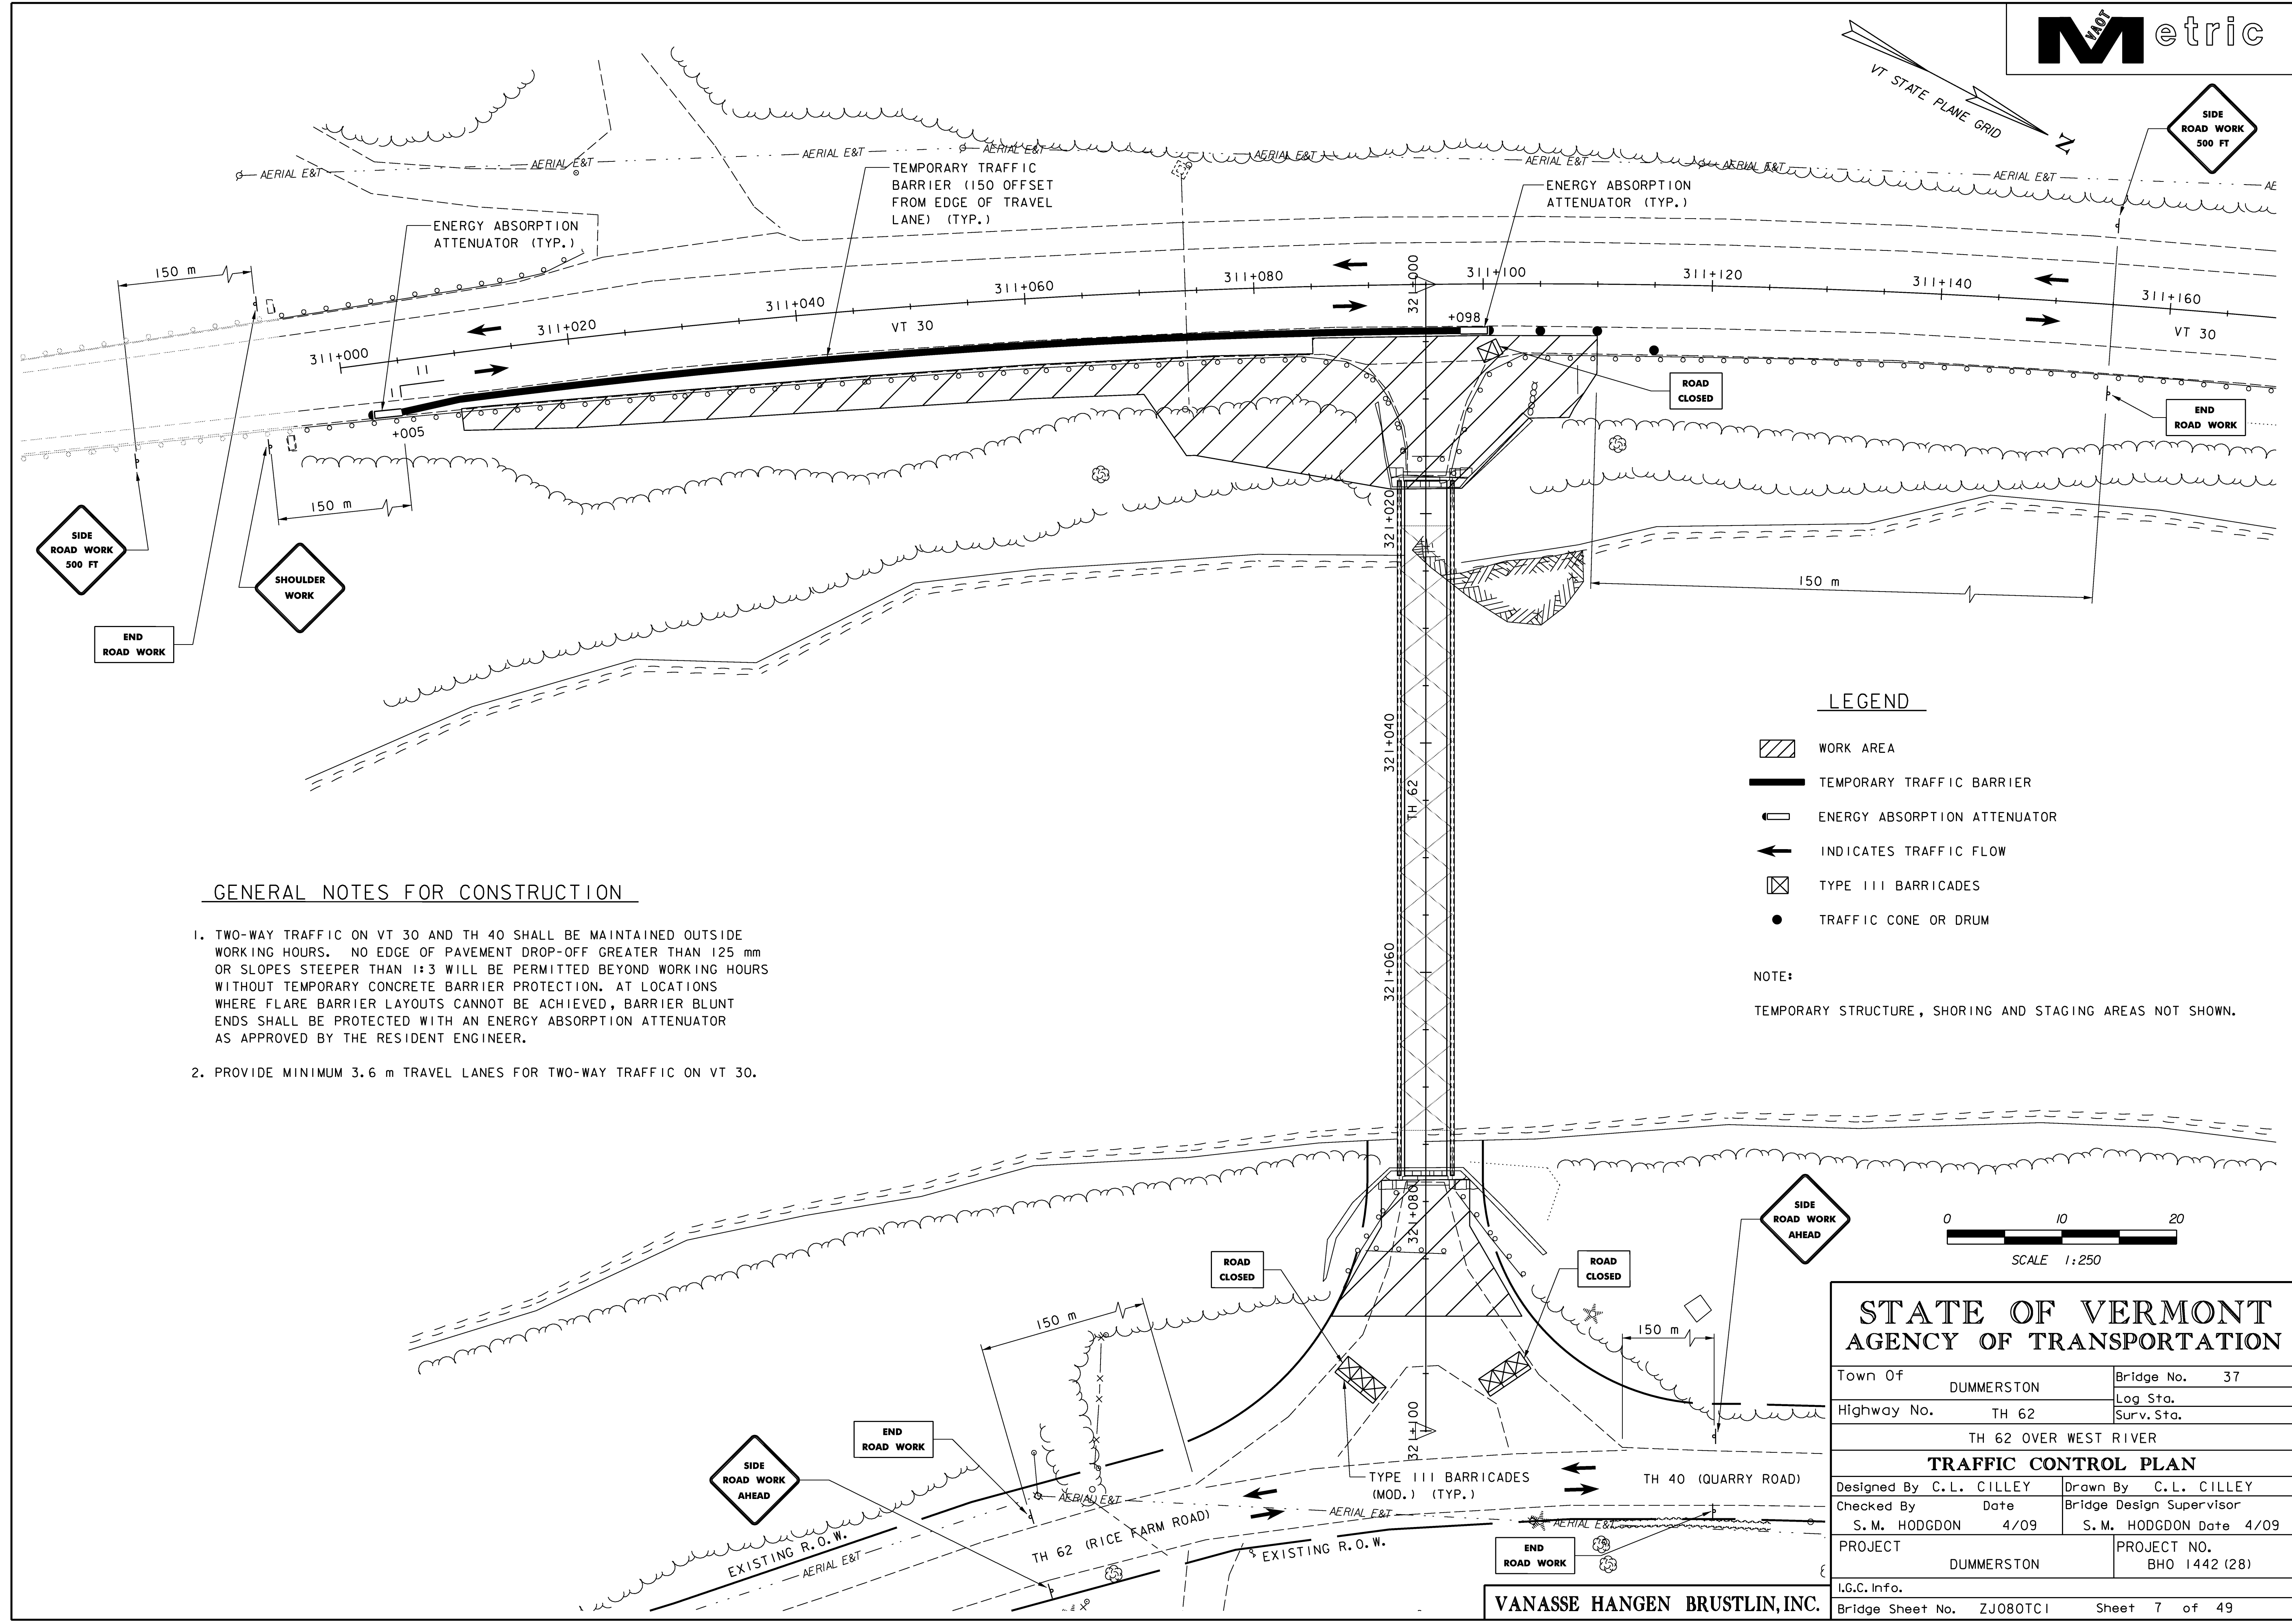 VAOT
Metric
VT STATE PLANE GRID
N
SIDE
ROAD WORK
500 FT
AERIAL E&T
AERIAL E&T
AERIAL E&T
AERIAL E&T
AERIAL E&T
AERIAL E&T
AERIAL E&T
AERIAL E&T
AE
TEMPORARY TRAFFIC
BARRIER (150 OFFSET
FROM EDGE OF TRAVEL
LANE) (TYP.)
ENERGY ABSORPTION
ATTENUATOR (TYP.)
ENERGY ABSORPTION
ATTENUATOR (TYP.)
150 m
311+000
311+020
311+040
311+060
311+080
311+100
311+120
311+140
311+160
321+000
VT 30
VT 30
+098
11
1
+005
ROAD
CLOSED
END
ROAD WORK
150 m
150 m
SIDE
ROAD WORK
500 FT
SHOULDER
WORK
END
ROAD WORK
321+020
321+040
TH 62
321+060
321+080
321+100
LEGEND
WORK AREA
TEMPORARY TRAFFIC BARRIER
ENERGY ABSORPTION ATTENUATOR
INDICATES TRAFFIC FLOW
TYPE III BARRICADES
TRAFFIC CONE OR DRUM
NOTE:
TEMPORARY STRUCTURE, SHORING AND STAGING AREAS NOT SHOWN.
GENERAL NOTES FOR CONSTRUCTION
1. TWO-WAY TRAFFIC ON VT 30 AND TH 40 SHALL BE MAINTAINED OUTSIDE
WORKING HOURS. NO EDGE OF PAVEMENT DROP-OFF GREATER THAN 125 mm
OR SLOPES STEEPER THAN 1:3 WILL BE PERMITTED BEYOND WORKING HOURS
WITHOUT TEMPORARY CONCRETE BARRIER PROTECTION. AT LOCATIONS
WHERE FLARE BARRIER LAYOUTS CANNOT BE ACHIEVED, BARRIER BLUNT
ENDS SHALL BE PROTECTED WITH AN ENERGY ABSORPTION ATTENUATOR
AS APPROVED BY THE RESIDENT ENGINEER.
2. PROVIDE MINIMUM 3.6 m TRAVEL LANES FOR TWO-WAY TRAFFIC ON VT 30.
SIDE
ROAD WORK
AHEAD
0 10 20
SCALE 1:250
ROAD
CLOSED
ROAD
CLOSED
150 m
150 m
END
ROAD WORK
SIDE
ROAD WORK
AHEAD
TYPE III BARRICADES
(MOD.) (TYP.)
TH 40 (QUARRY ROAD)
AERIAL E&T
AERIAL E&T
AERIAL E&T
AERIAL E&T
TH 62 (RICE FARM ROAD)
EXISTING R.O.W.
EXISTING R.O.W.
END
ROAD WORK
VANASSE HANGEN BRUSTLIN, INC.
STATE OF VERMONT
AGENCY OF TRANSPORTATION
Town Of DUMMERSTON
Bridge No. 37
Log Sta.
Highway No. TH 62
Surv. Sta.
TH 62 OVER WEST RIVER
TRAFFIC CONTROL PLAN
Designed By C.L. CILLEY Drawn By C.L. CILLEY
Checked By Date Bridge Design Supervisor
S.M. HODGDON 4/09 S.M. HODGDON Date 4/09
PROJECT DUMMERSTON
PROJECT NO. BHO 1442 (28)
I.G.C. Info.
Bridge Sheet No. ZJ080TC1 Sheet 7 of 49